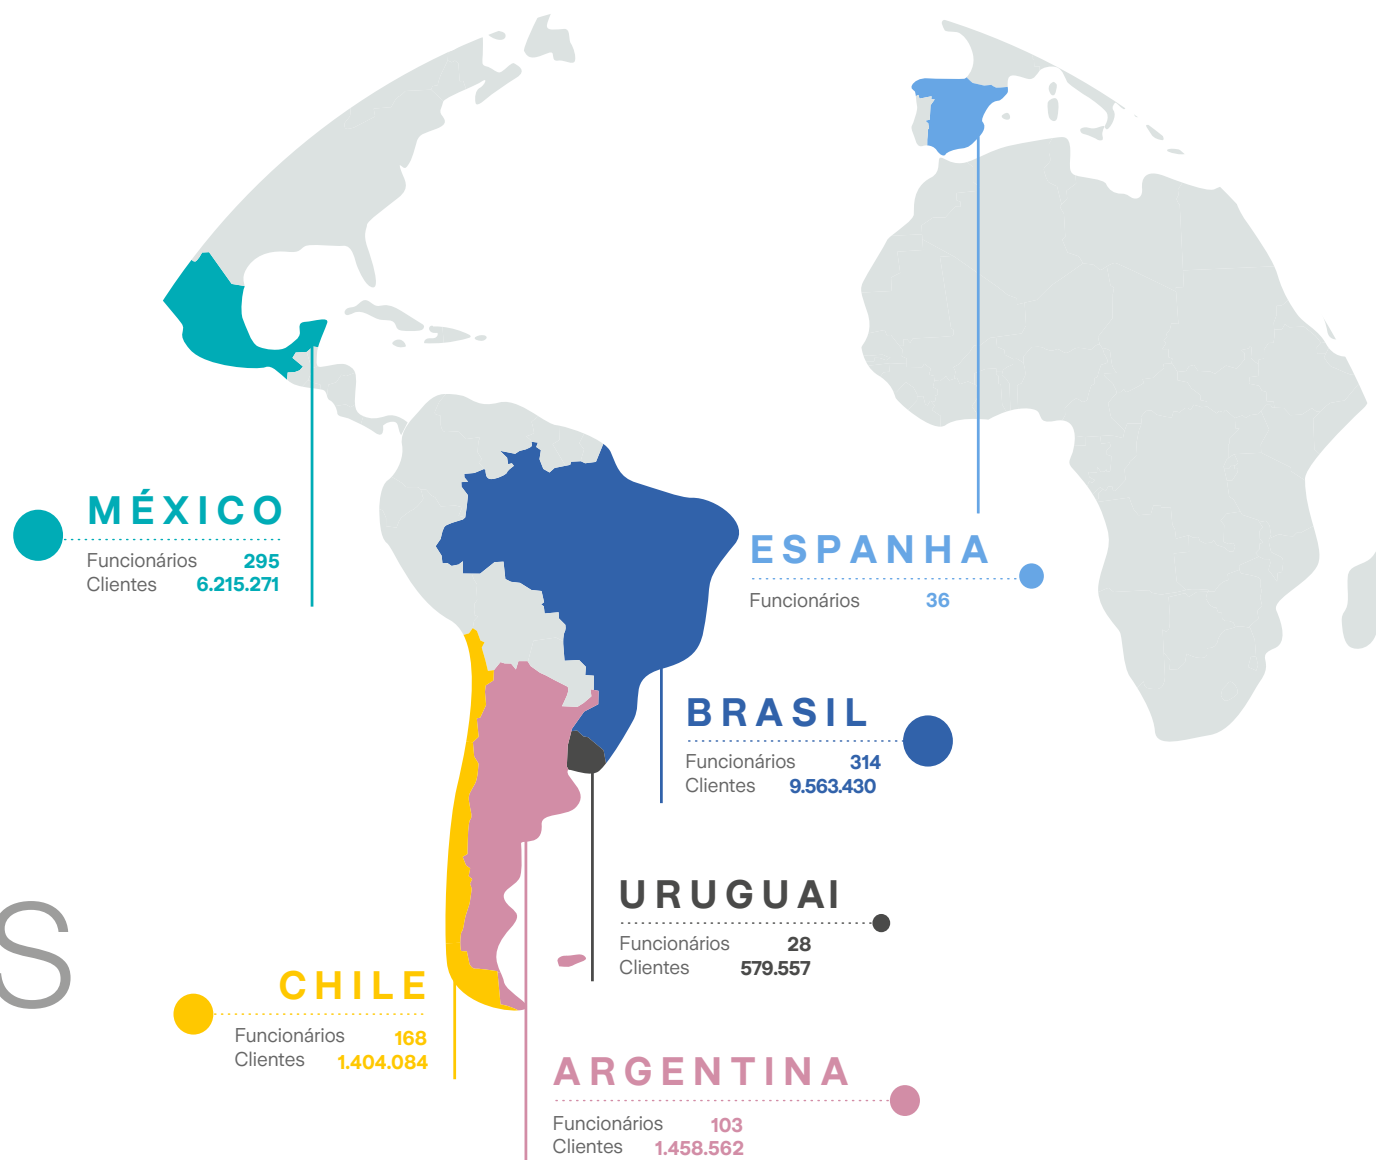 MÉXICO
Funcionários 295
Clientes 6.215.271
ESPANHA
Funcionários 36
BRASIL
Funcionários 314
Clientes 9.563.430
URUGUAI
Funcionários 28
Clientes 579.557
S
CHILE
Funcionários 168
Clientes 1.404.084
ARGENTINA
Funcionários 103
Clientes 1.458.562